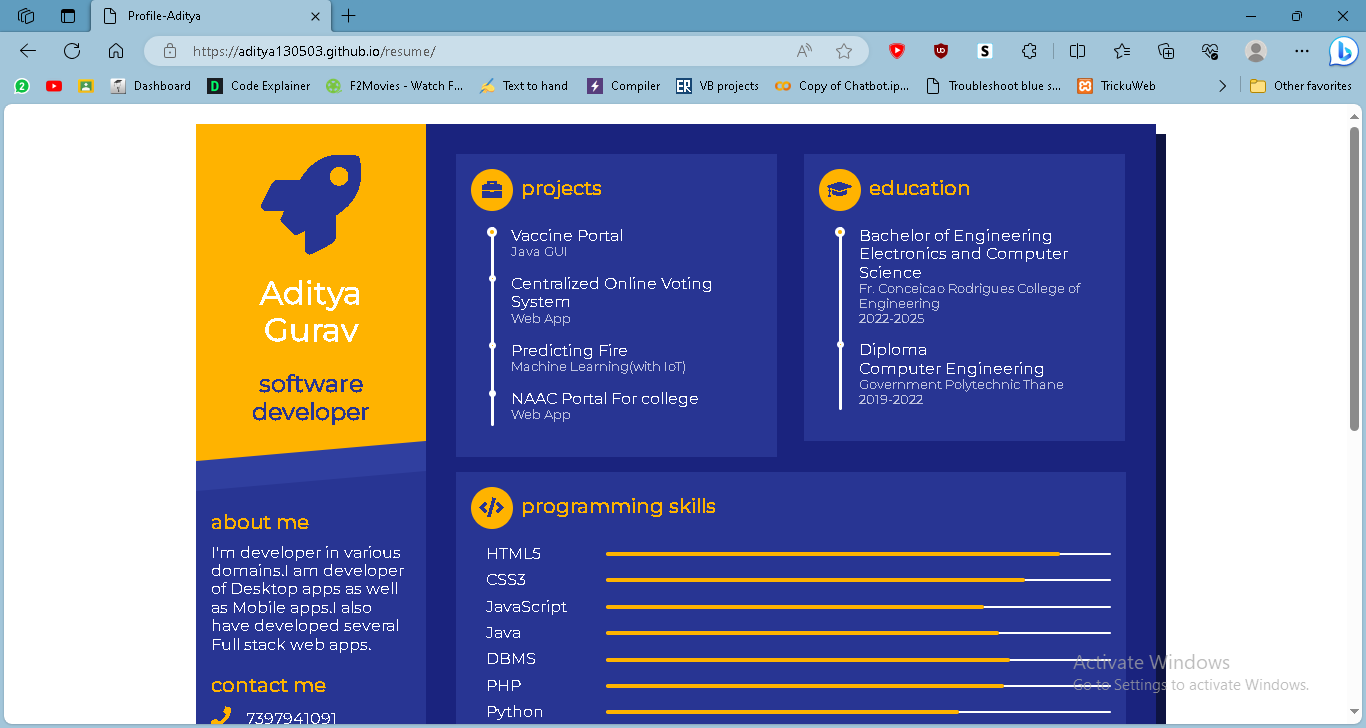 Profile-Aditya
https://aditya130503.github.io/resume/
Dashboard
Code Explainer
F2Movies - Watch F...
Text to hand
Compiler
VB projects
Copy of Chatbot.ip...
Troubleshoot blue s...
TrickuWeb
Other favorites
Aditya
Gurav
software
developer
about me
I'm developer in various
domains.I am developer
of Desktop apps as well
as Mobile apps.I also
have developed several
Full stack web apps.
contact me
7397941091
projects
Vaccine Portal
Java GUI
Centralized Online Voting
System
Web App
Predicting Fire
Machine Learning(with IoT)
NAAC Portal For college
Web App
education
Bachelor of Engineering
Electronics and Computer
Science
Fr. Conceicao Rodrigues College of
Engineering
2022-2025
Diploma
Computer Engineering
Government Polytechnic Thane
2019-2022
programming skills
HTML5
CSS3
JavaScript
Java
DBMS
PHP
Python
Activate Windows
Go to Settings to activate Windows.